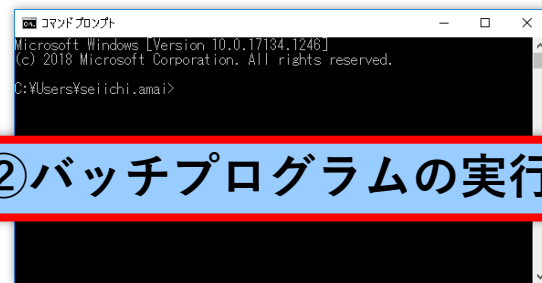 コマンド プロンプト
Microsoft Windows [Version 10.0.17134.1246]
(c) 2018 Microsoft Corporation. All rights reserved.
C:¥Users¥seiichi.amai>
②バッチプログラムの実行